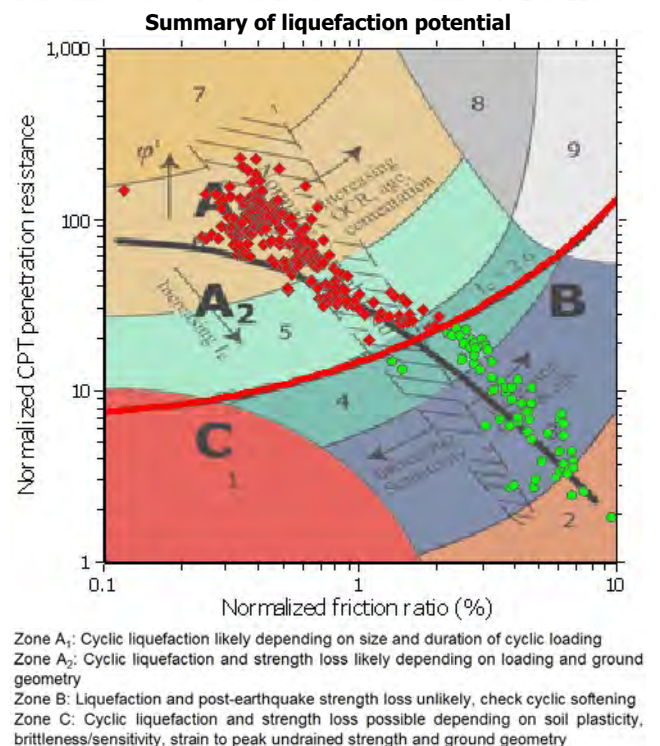 Summary of liquefaction potential
1,000
7
8
9
φ'
increasing
OCR, age,
cementation
100
A
Normalized CPT penetration resistance
A2
Increasing
5
B
10
4
C
1
2
1
0.1
1
10
Normalized friction ratio (%)
Zone A1: Cyclic liquefaction likely depending on size and duration of cyclic loading
Zone A2: Cyclic liquefaction and strength loss likely depending on loading and ground
geometry
Zone B: Liquefaction and post-earthquake strength loss unlikely, check cyclic softening
Zone C: Cyclic liquefaction and strength loss possible depending on soil plasticity,
brittleness/sensitivity, strain to peak undrained strength and ground geometry